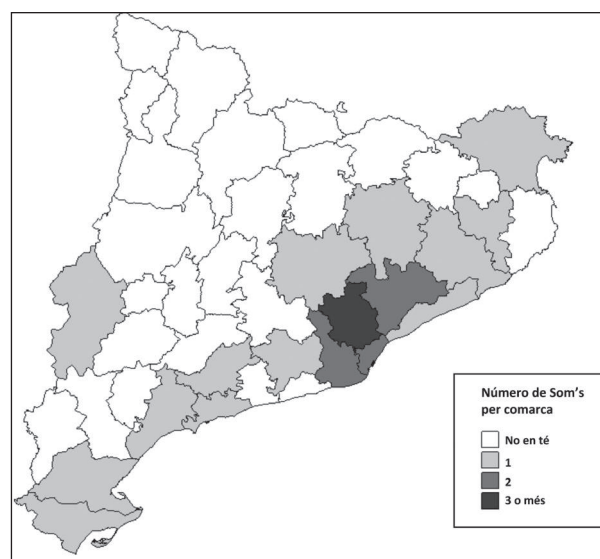 Número de Som's
per comarca
No en té
1
2
3 o més